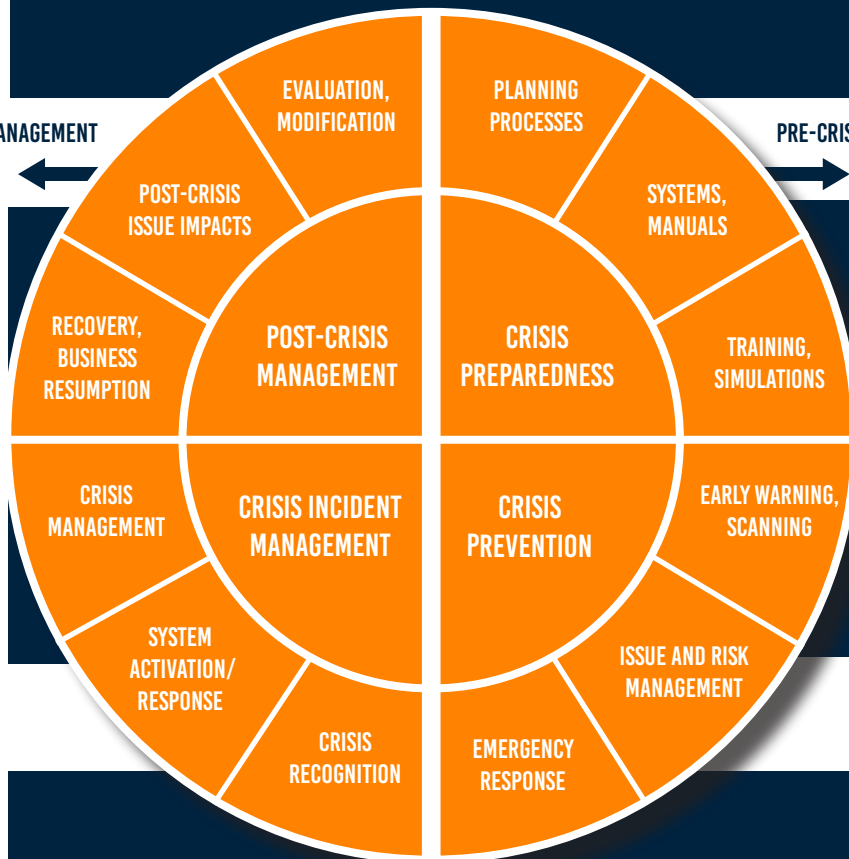 EVALUATION,
MODIFICATION
PLANNING
PROCESSES
MANAGEMENT
PRE-CRIS
POST-CRISIS
ISSUE IMPACTS
SYSTEMS,
MANUALS
RECOVERY,
BUSINESS
RESUMPTION
POST-CRISIS
MANAGEMENT
CRISIS
PREPAREDNESS
TRAINING,
SIMULATIONS
CRISIS
MANAGEMENT
CRISIS INCIDENT
MANAGEMENT
CRISIS
PREVENTION
EARLY WARNING,
SCANNING
SYSTEM
ACTIVATION/
RESPONSE
ISSUE AND RISK
MANAGEMENT
CRISIS
RECOGNITION
EMERGENCY
RESPONSE